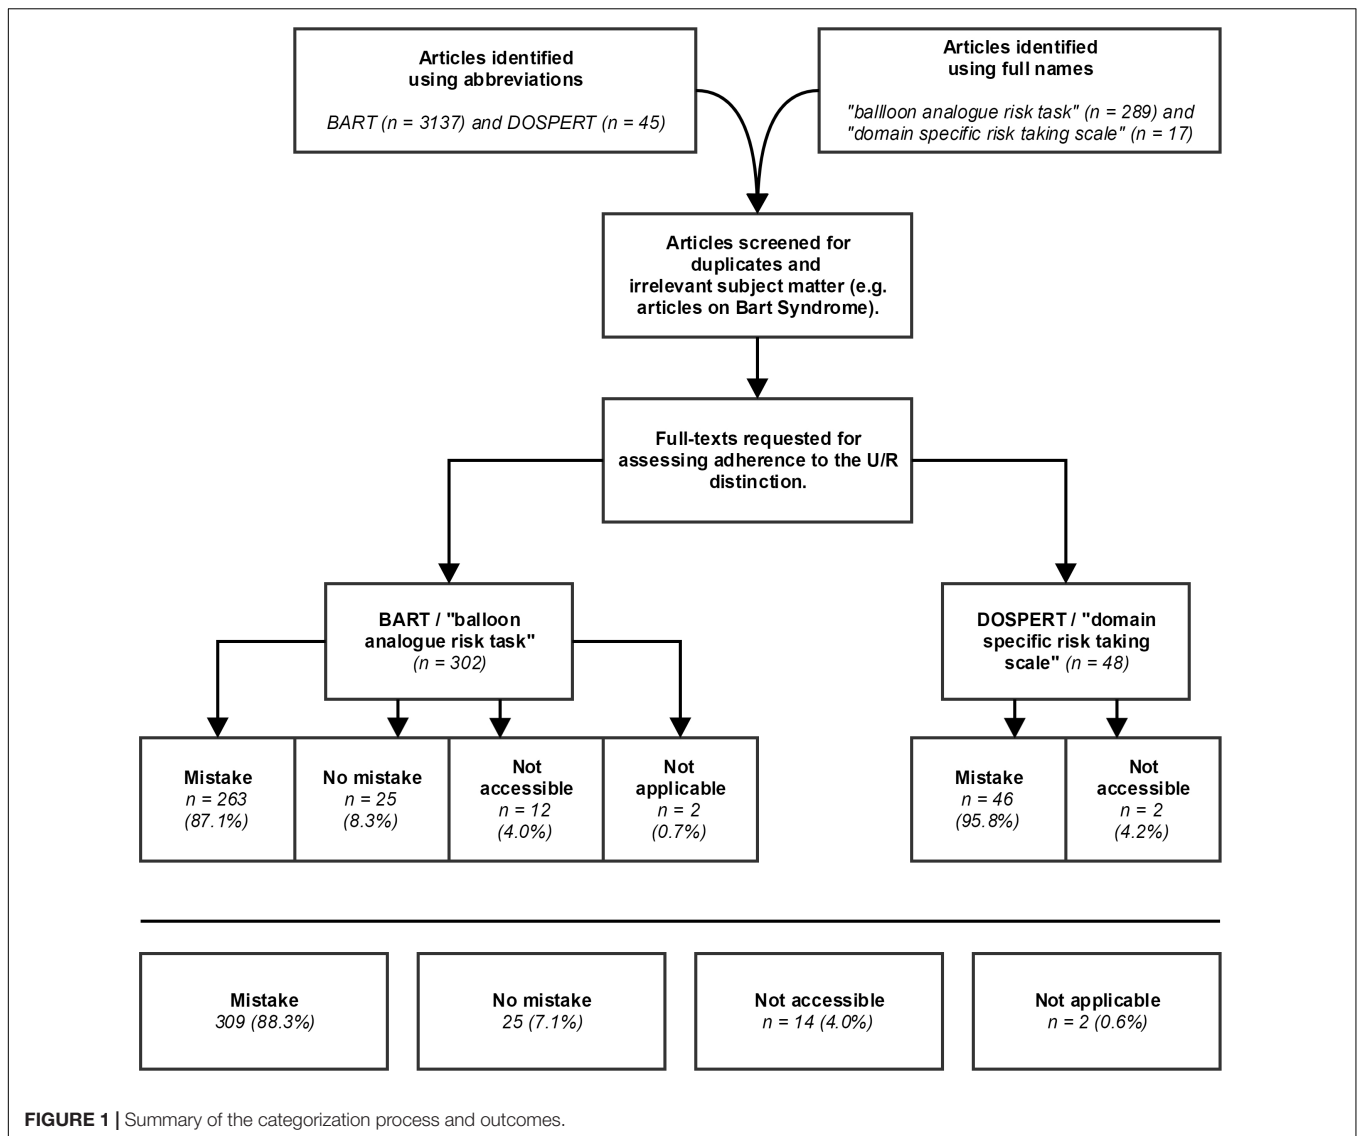 Articles identified
using abbreviations
BART (n = 3137) and DOSPERT (n = 45)
Articles identified
using full names
"ballloon analogue risk task" (n = 289) and
"domain specific risk taking scale" (n = 17)
Articles screened for
duplicates and
irrelevant subject matter (e.g.
articles on Bart Syndrome).
Full-texts requested for
assessing adherence to the U/R
distinction.
BART / "balloon
analogue risk task"
(n = 302)
DOSPERT / "domain
specific risk taking
scale" (n = 48)
Mistake
n = 263
(87.1%)
No mistake
n = 25
(8.3%)
Not
accessible
n = 12
(4.0%)
Not
applicable
n = 2
(0.7%)
Mistake
n = 46
(95.8%)
Not
accessible
n = 2
(4.2%)
Mistake
309 (88.3%)
No mistake
25 (7.1%)
Not accessible
n = 14 (4.0%)
Not applicable
n = 2 (0.6%)
FIGURE 1 | Summary of the categorization process and outcomes.